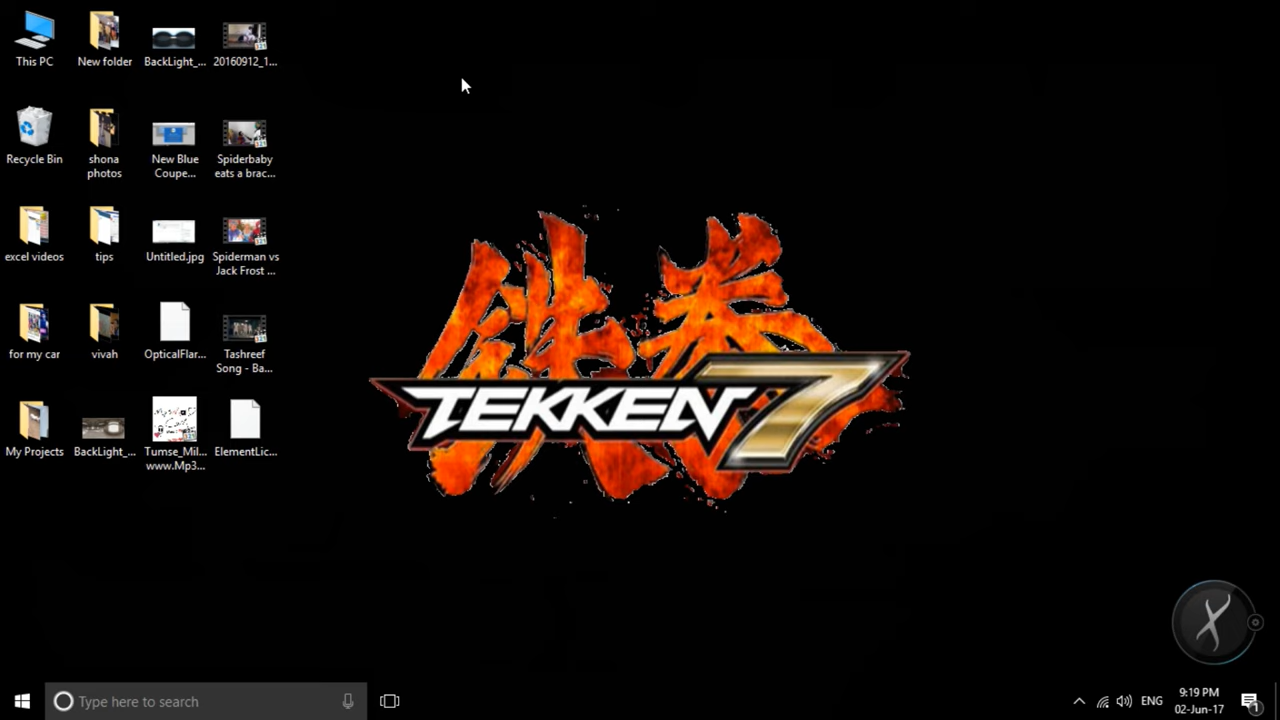 This PC
New folder
BackLight_...
20160912_1...
Recycle Bin
shona
photos
New Blue
Coupe...
Spiderbaby
eats a brac...
excel videos
tips
Untitled.jpg
Spiderman vs
Jack Frost ...
for my car
vivah
OpticalFlar...
Tashreef
Song - Ba...
My Projects
BackLight_...
Tumse_Mil...
www.Mp3...
ElementLic...
鉄拳
TEKKEN 7
Type here to search
ENG
9:19 PM
02-Jun-17
1